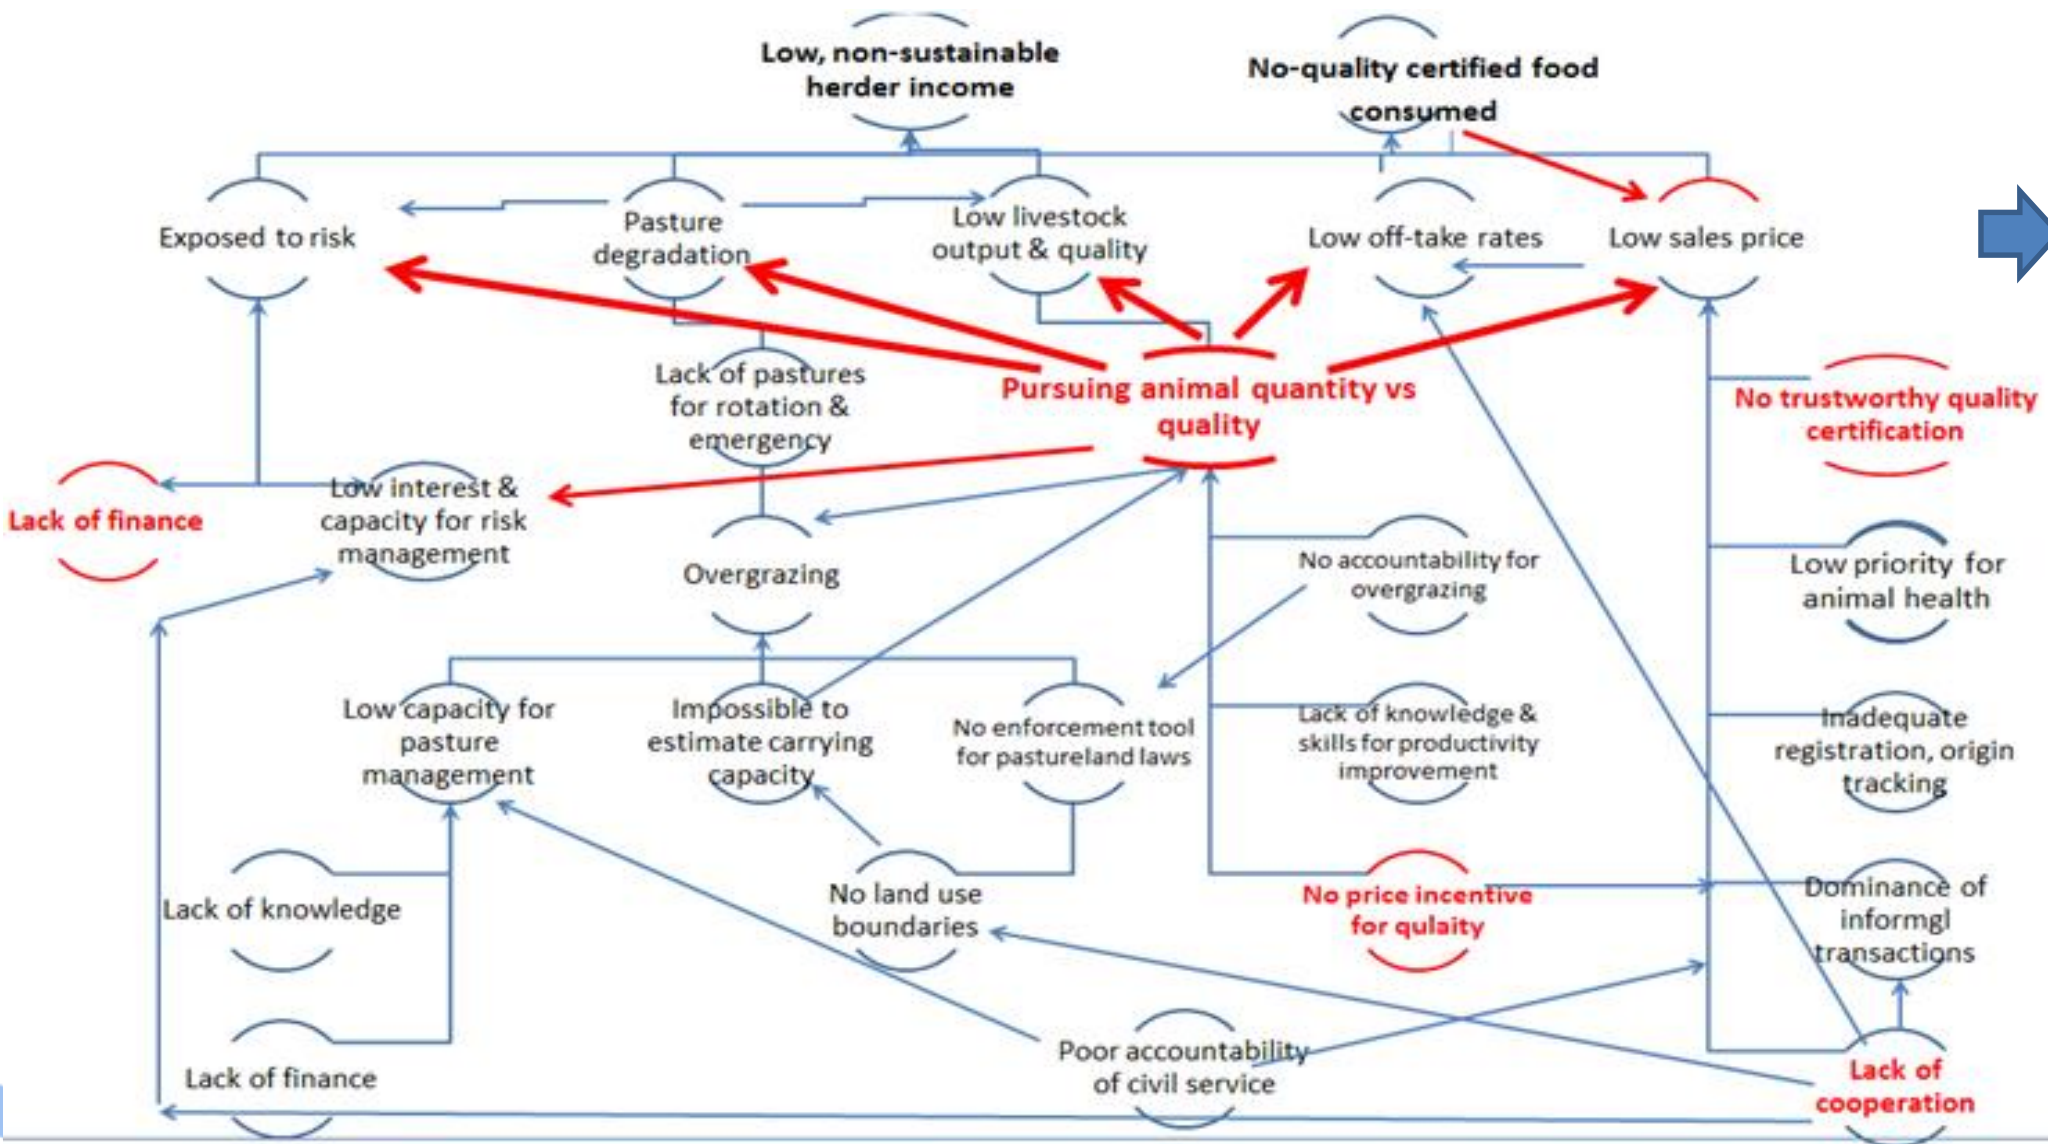 Low, non-sustainable
herder income
No-quality certified food
consumed
Exposed to risk
Pasture
degradation
Low livestock
output & quality
Low off-take rates
Low sales price
Lack of pastures
for rotation &
emergency
Pursuing animal quantity vs
quality
No trustworthy quality
certification
Lack of finance
Low interest &
capacity for risk
management
Overgrazing
No accountability for
overgrazing
Low priority for
animal health
Low capacity for
pasture
management
Impossible to
estimate carrying
capacity
No enforcement tool
for pastureland laws
Lack of knowledge &
skills for productivity
improvement
Inadequate
registration, origin
tracking
Lack of knowledge
No land use
boundaries
No price incentive
for qulaity
Dominance of
informgl
transactions
Lack of finance
Poor accountability
of civil service
Lack of
cooperation